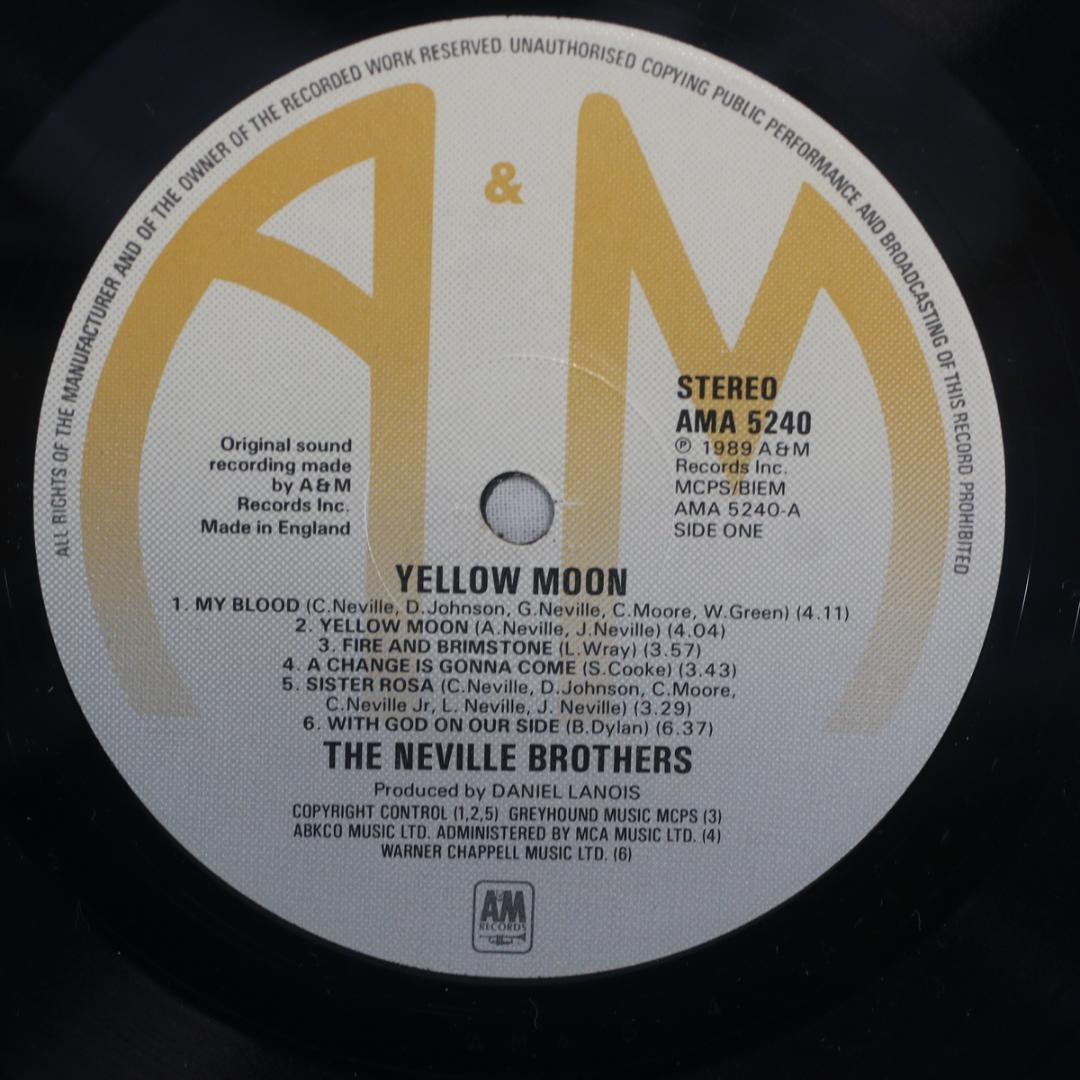 ALL RIGHTS OF THE MANUFACTURER AND OF THE OWNER OF THE RECORDED WORK RESERVED. UNAUTHORISED COPYING PUBLIC PERFORMANCE AND BROADCASTING OF THIS RECORD PROHIBITED
A & M
Original sound
recording made
by A&M
Records Inc.
Made in England
STEREO
AMA 5240
℗ 1989 A&M
Records Inc.
MCPS/BIEM
AMA 5240-A
SIDE ONE
YELLOW MOON
1. MY BLOOD (C.Neville, D.Johnson, G.Neville, C.Moore, W.Green) (4.11)
2. YELLOW MOON (A.Neville, J.Neville) (4.04)
3. FIRE AND BRIMSTONE (L.Wray) (3.57)
4. A CHANGE IS GONNA COME (S.Cooke) (3.43)
5. SISTER ROSA (C.Neville, D.Johnson, C.Moore,
C.Neville Jr, L. Neville, J. Neville) (3.29)
6. WITH GOD ON OUR SIDE (B.Dylan) (6.37)
THE NEVILLE BROTHERS
Produced by DANIEL LANOIS
COPYRIGHT CONTROL (1,2,5) GREYHOUND MUSIC MCPS (3)
ABKCO MUSIC LTD. ADMINISTERED BY MCA MUSIC LTD. (4)
WARNER CHAPPELL MUSIC LTD. (6)
A&M
RECORDS